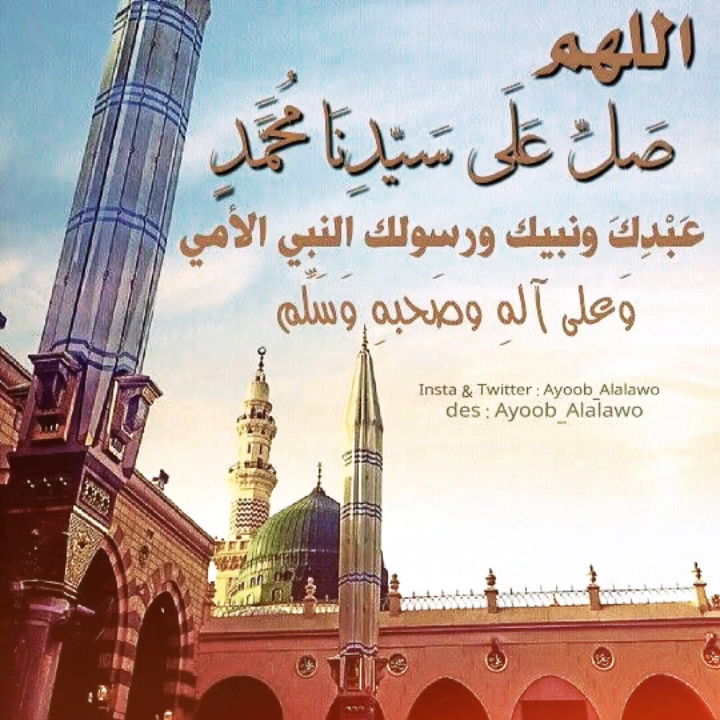 اللهم
صَلِّ عَلَى سَيِّدِنَا مُحَمَّدٍ
عَبْدِكَ ونبيك ورسولك النبي الأمي
وَعلى آلهِ وصَحبهِ وَسَلِّم
Insta & Twitter : Ayoob_Alalawo
des : Ayoob_Alalawo